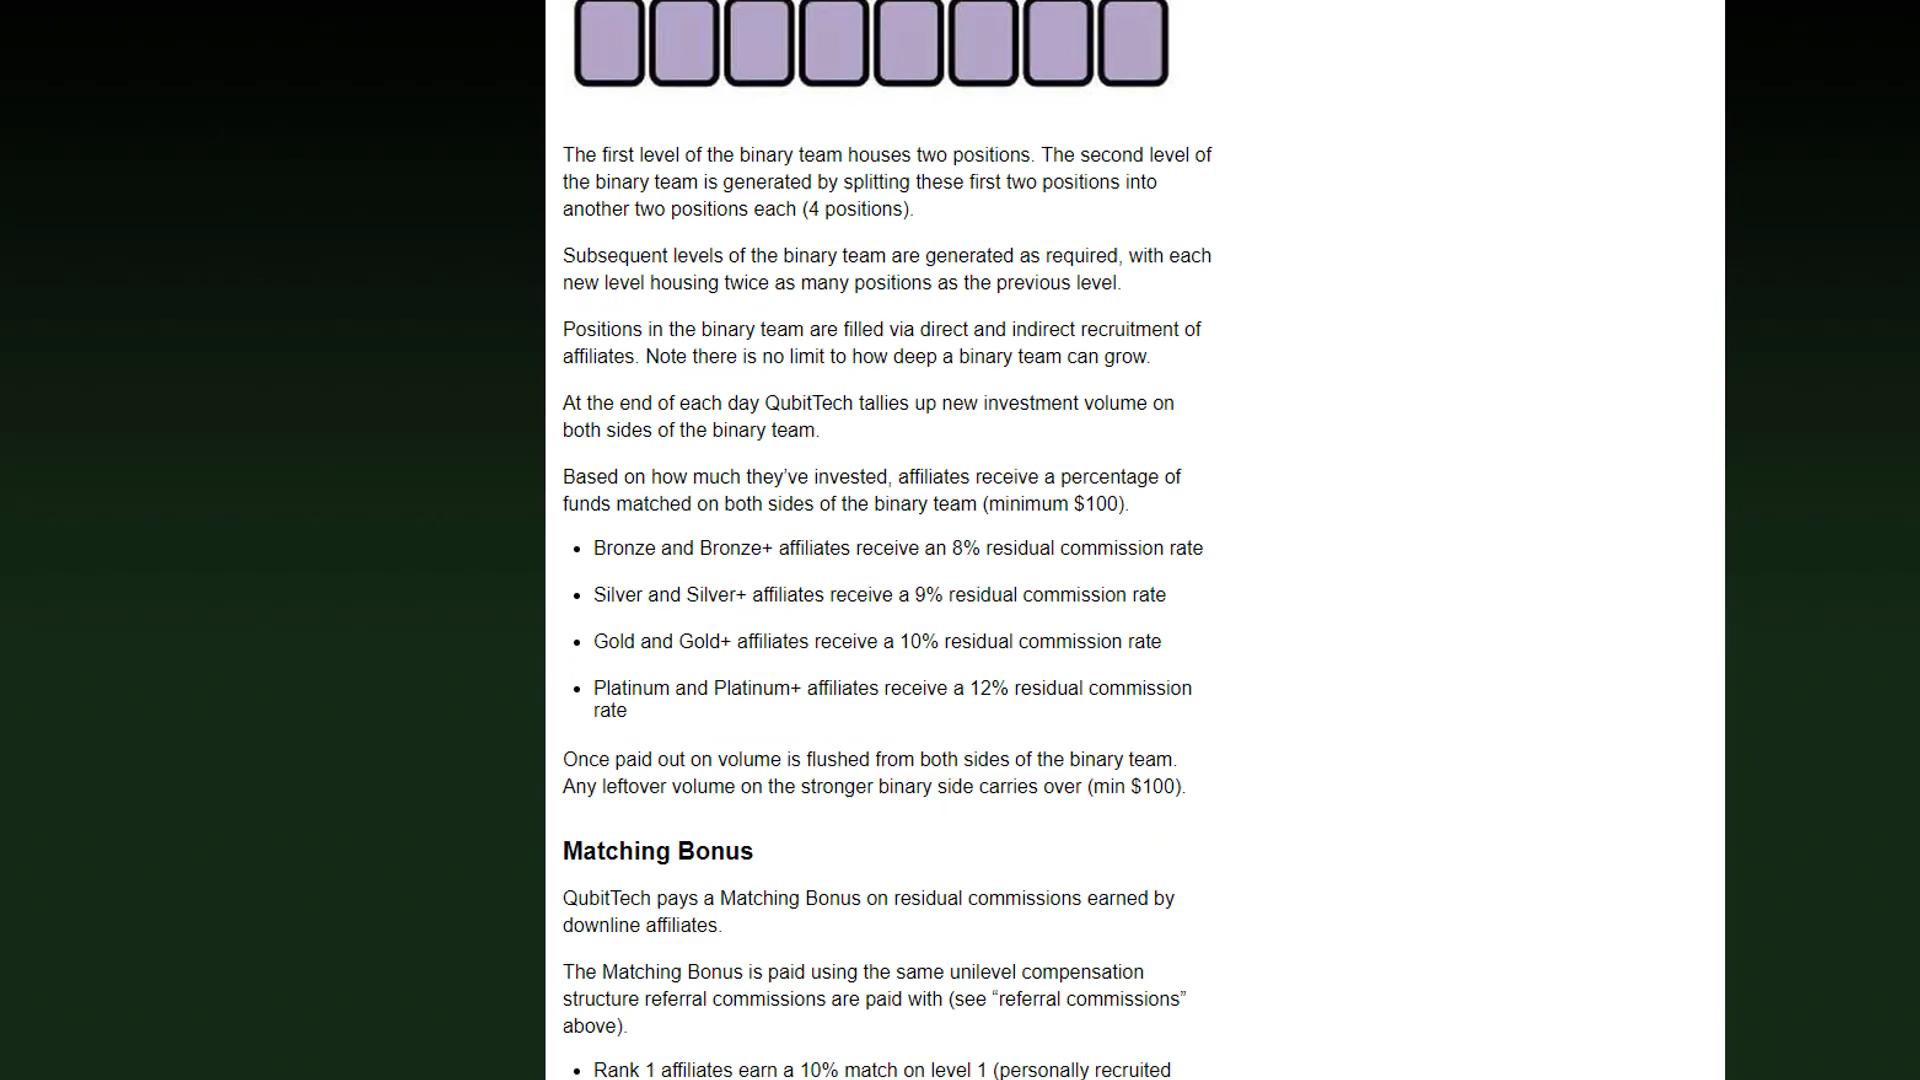 The first level of the binary team houses two positions. The second level of
the binary team is generated by splitting these first two positions into
another two positions each (4 positions).
Subsequent levels of the binary team are generated as required, with each
new level housing twice as many positions as the previous level.
Positions in the binary team are filled via direct and indirect recruitment of
affiliates. Note there is no limit to how deep a binary team can grow.
At the end of each day QubitTech tallies up new investment volume on
both sides of the binary team.
Based on how much they’ve invested, affiliates receive a percentage of
funds matched on both sides of the binary team (minimum $100).
• Bronze and Bronze+ affiliates receive an 8% residual commission rate
• Silver and Silver+ affiliates receive a 9% residual commission rate
• Gold and Gold+ affiliates receive a 10% residual commission rate
• Platinum and Platinum+ affiliates receive a 12% residual commission
rate
Once paid out on volume is flushed from both sides of the binary team.
Any leftover volume on the stronger binary side carries over (min $100).
Matching Bonus
QubitTech pays a Matching Bonus on residual commissions earned by
downline affiliates.
The Matching Bonus is paid using the same unilevel compensation
structure referral commissions are paid with (see “referral commissions”
above).
• Rank 1 affiliates earn a 10% match on level 1 (personally recruited